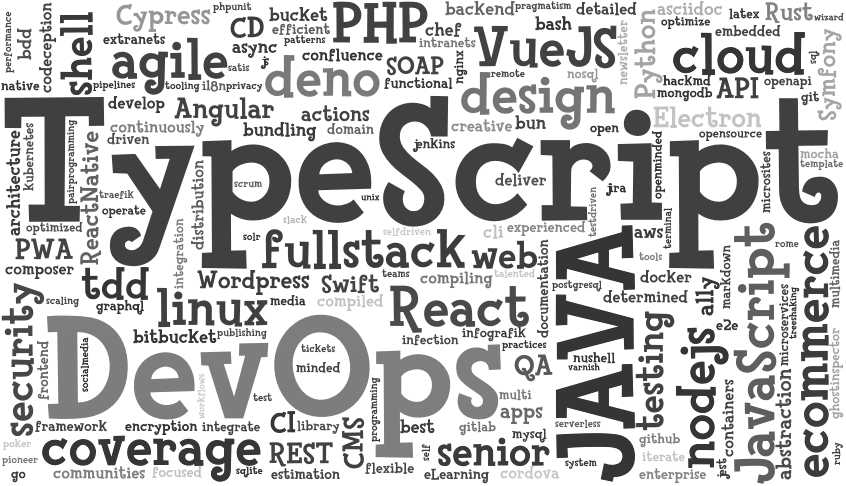 performance
bdd
codeception
shell
Cypress
phpunit
extranets
CD
bucket
efficient
patterns
PHP
chef
intranets
backend
pragmatism
detailed
bash
newsletter
Python
asciidoc
latex
Rust
wizard
optimize
embedded
sql
Symfony
agile
async
js
confluence
SOAP
nginx
VueJS
cloud
native
pipelines
tooling
i18n
satis
privacy
deno
functional
remote
nosql
design
hackmd
mongodb
API
openapi
git
develop
Angular
actions
continuously
driven
bundling
domain
jenkins
creative
bun
open
Electron
opensource
architecture
kubernetes
pairprogramming
ReactNative
TypeScript
mocha
template
traefik
operate
scrum
distribution
unix
deliver
jira
openminded
microsites
testdriven
terminal
optimized
integration
slack
solr
selfdriven
cli
experienced
aws
tools
PWA
composer
fullstack
web
rome
tdd
graphql
Wordpress
Swift
teams
compiling
talented
documentation
postgresql
JAVA
docker
determined
ally
markdown
JavaScript
microservices
treeshaking
ecommerce
multimedia
security
scaling
linux
media
compiled
React
bitbucket
publishing
infection
infografik
practices
e2e
frontend
socialmedia
DevOps
workflows
tickets
minded
test
programming
QA
nushell
varnish
testing
nodejs
containers
abstraction
ghostinspector
multi
apps
framework
encryption
integrate
CI
library
CMS
best
gitlab
mysql
serverless
github
poker
pioneer
go
coverage
communities
focused
sqlite
REST
estimation
flexible
self
senior
eLearning
cordova
system
iterate
enterprise
jest
ruby